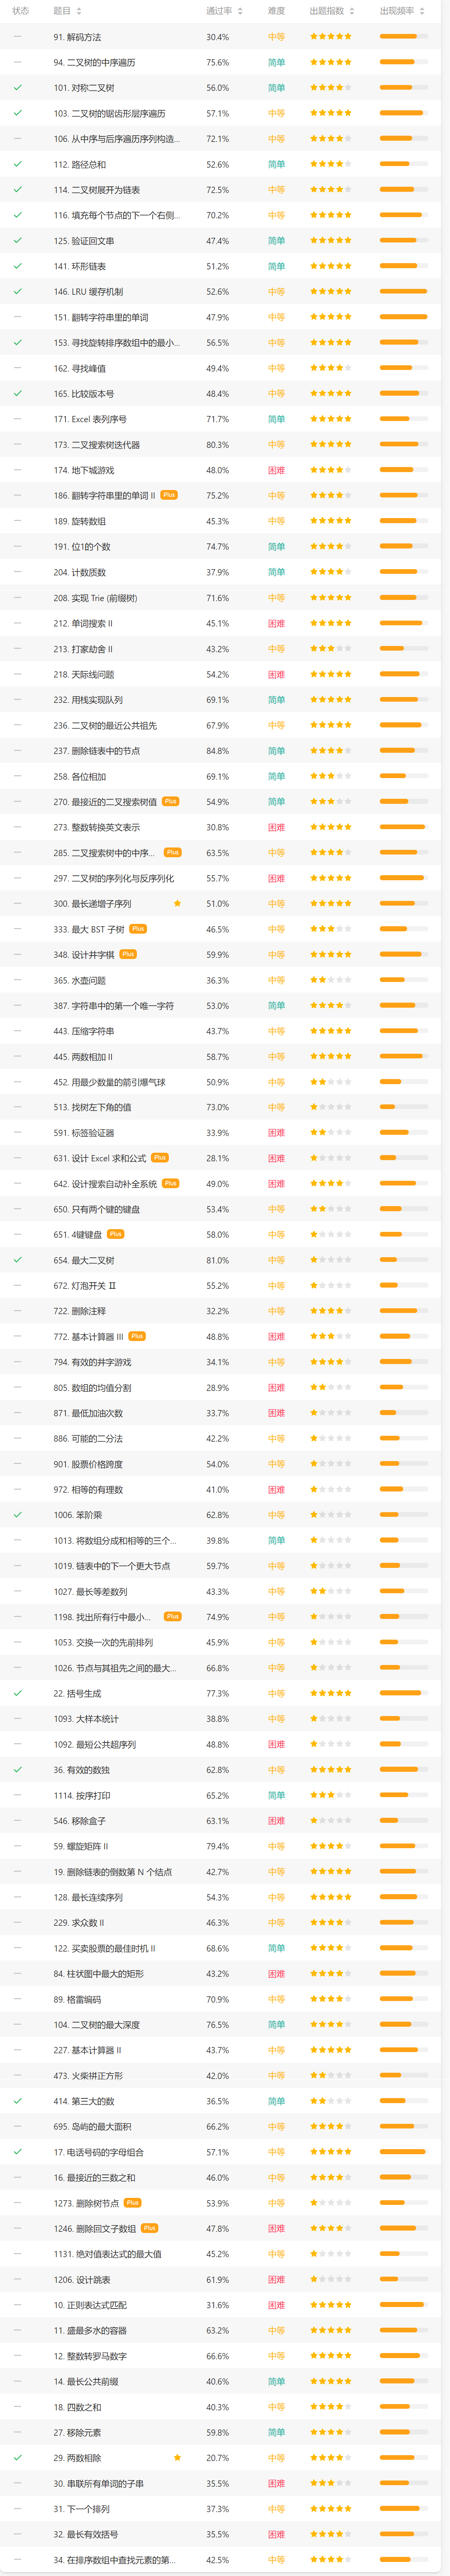 状态 题目 通过率 难度 出题指数 出现频率
91. 解码方法 30.4% 中等
94. 二叉树的中序遍历 75.6% 简单
101. 对称二叉树 56.0% 简单
103. 二叉树的锯齿形层序遍历 57.1% 中等
106. 从中序与后序遍历序列构造... 72.1% 中等
112. 路径总和 52.6% 简单
114. 二叉树展开为链表 72.5% 中等
116. 填充每个节点的下一个右侧... 70.2% 中等
125. 验证回文串 47.4% 简单
141. 环形链表 51.2% 简单
146. LRU 缓存机制 52.6% 中等
151. 翻转字符串里的单词 47.9% 中等
153. 寻找旋转排序数组中的最小... 56.5% 中等
162. 寻找峰值 49.4% 中等
165. 比较版本号 48.4% 中等
171. Excel 表列序号 71.7% 简单
173. 二叉搜索树迭代器 80.3% 中等
174. 地下城游戏 48.0% 困难
186. 翻转字符串里的单词 II Plus 75.2% 中等
189. 旋转数组 45.3% 中等
191. 位1的个数 74.7% 简单
204. 计数质数 37.9% 简单
208. 实现 Trie (前缀树) 71.6% 中等
212. 单词搜索 II 45.1% 困难
213. 打家劫舍 II 43.2% 中等
218. 天际线问题 54.2% 困难
232. 用栈实现队列 69.1% 简单
236. 二叉树的最近公共祖先 67.9% 中等
237. 删除链表中的节点 84.8% 简单
258. 各位相加 69.1% 简单
270. 最接近的二叉搜索树值 Plus 54.9% 简单
273. 整数转换英文表示 30.8% 困难
285. 二叉搜索树中的中序... Plus 63.5% 中等
297. 二叉树的序列化与反序列化 55.7% 困难
300. 最长递增子序列 51.0% 中等
333. 最大 BST 子树 Plus 46.5% 中等
348. 设计井字棋 Plus 59.9% 中等
365. 水壶问题 36.3% 中等
387. 字符串中的第一个唯一字符 53.0% 简单
443. 压缩字符串 43.7% 中等
445. 两数相加 II 58.7% 中等
452. 用最少数量的箭引爆气球 50.9% 中等
513. 找树左下角的值 73.0% 中等
591. 标签验证器 33.9% 困难
631. 设计 Excel 求和公式 Plus 28.1% 困难
642. 设计搜索自动补全系统 Plus 49.0% 困难
650. 只有两个键的键盘 53.4% 中等
651. 4键键盘 Plus 58.0% 中等
654. 最大二叉树 81.0% 中等
672. 灯泡开关 Ⅱ 55.2% 中等
722. 删除注释 32.2% 中等
772. 基本计算器 III Plus 48.8% 困难
794. 有效的井字游戏 34.1% 中等
805. 数组的均值分割 28.9% 困难
871. 最低加油次数 33.7% 困难
886. 可能的二分法 42.2% 中等
901. 股票价格跨度 54.0% 中等
972. 相等的有理数 41.0% 困难
1006. 笨阶乘 62.8% 中等
1013. 将数组分成和相等的三个... 39.8% 简单
1019. 链表中的下一个更大节点 59.7% 中等
1027. 最长等差数列 43.3% 中等
1198. 找出所有行中最小... Plus 74.9% 中等
1053. 交换一次的先前排列 45.9% 中等
1026. 节点与其祖先之间的最大... 66.8% 中等
22. 括号生成 77.3% 中等
1093. 大样本统计 38.8% 中等
1092. 最短公共超序列 48.8% 困难
36. 有效的数独 62.8% 中等
1114. 按序打印 65.2% 简单
546. 移除盒子 63.1% 困难
59. 螺旋矩阵 II 79.4% 中等
19. 删除链表的倒数第 N 个结点 42.7% 中等
128. 最长连续序列 54.3% 中等
229. 求众数 II 46.3% 中等
122. 买卖股票的最佳时机 II 68.6% 简单
84. 柱状图中最大的矩形 43.2% 困难
89. 格雷编码 70.9% 中等
104. 二叉树的最大深度 76.5% 简单
227. 基本计算器 II 43.7% 中等
473. 火柴拼正方形 42.0% 中等
414. 第三大的数 36.5% 简单
695. 岛屿的最大面积 66.2% 中等
17. 电话号码的字母组合 57.1% 中等
16. 最接近的三数之和 46.0% 中等
1273. 删除树节点 Plus 53.9% 中等
1246. 删除回文子数组 Plus 47.8% 困难
1131. 绝对值表达式的最大值 45.2% 中等
1206. 设计跳表 61.9% 困难
10. 正则表达式匹配 31.6% 困难
11. 盛最多水的容器 63.2% 中等
12. 整数转罗马数字 66.6% 中等
14. 最长公共前缀 40.6% 简单
18. 四数之和 40.3% 中等
27. 移除元素 59.8% 简单
29. 两数相除 20.7% 中等
30. 串联所有单词的子串 35.5% 困难
31. 下一个排列 37.3% 中等
32. 最长有效括号 35.5% 困难
34. 在排序数组中查找元素的第... 42.5% 中等